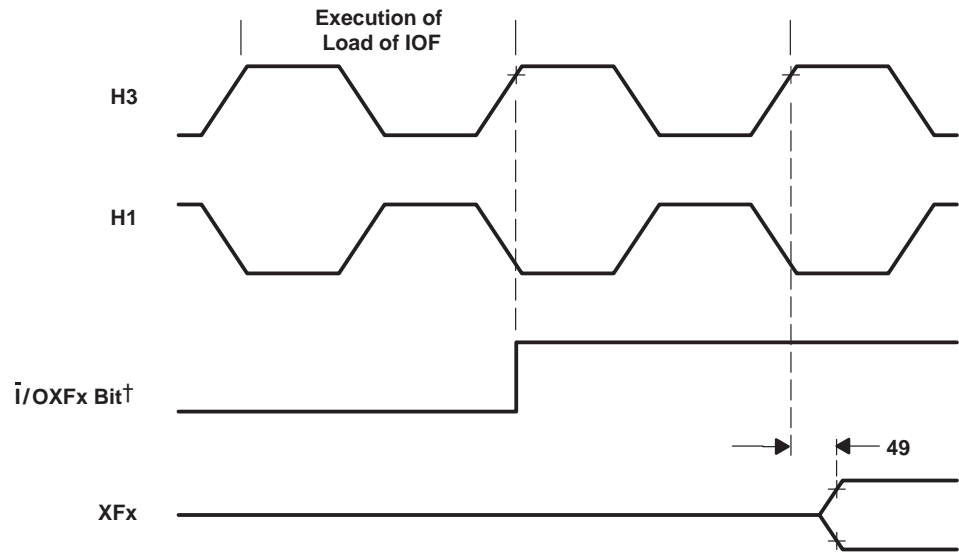 Execution of
Load of IOF
H3
H1
Ī/OXFx Bit†
49
XFx